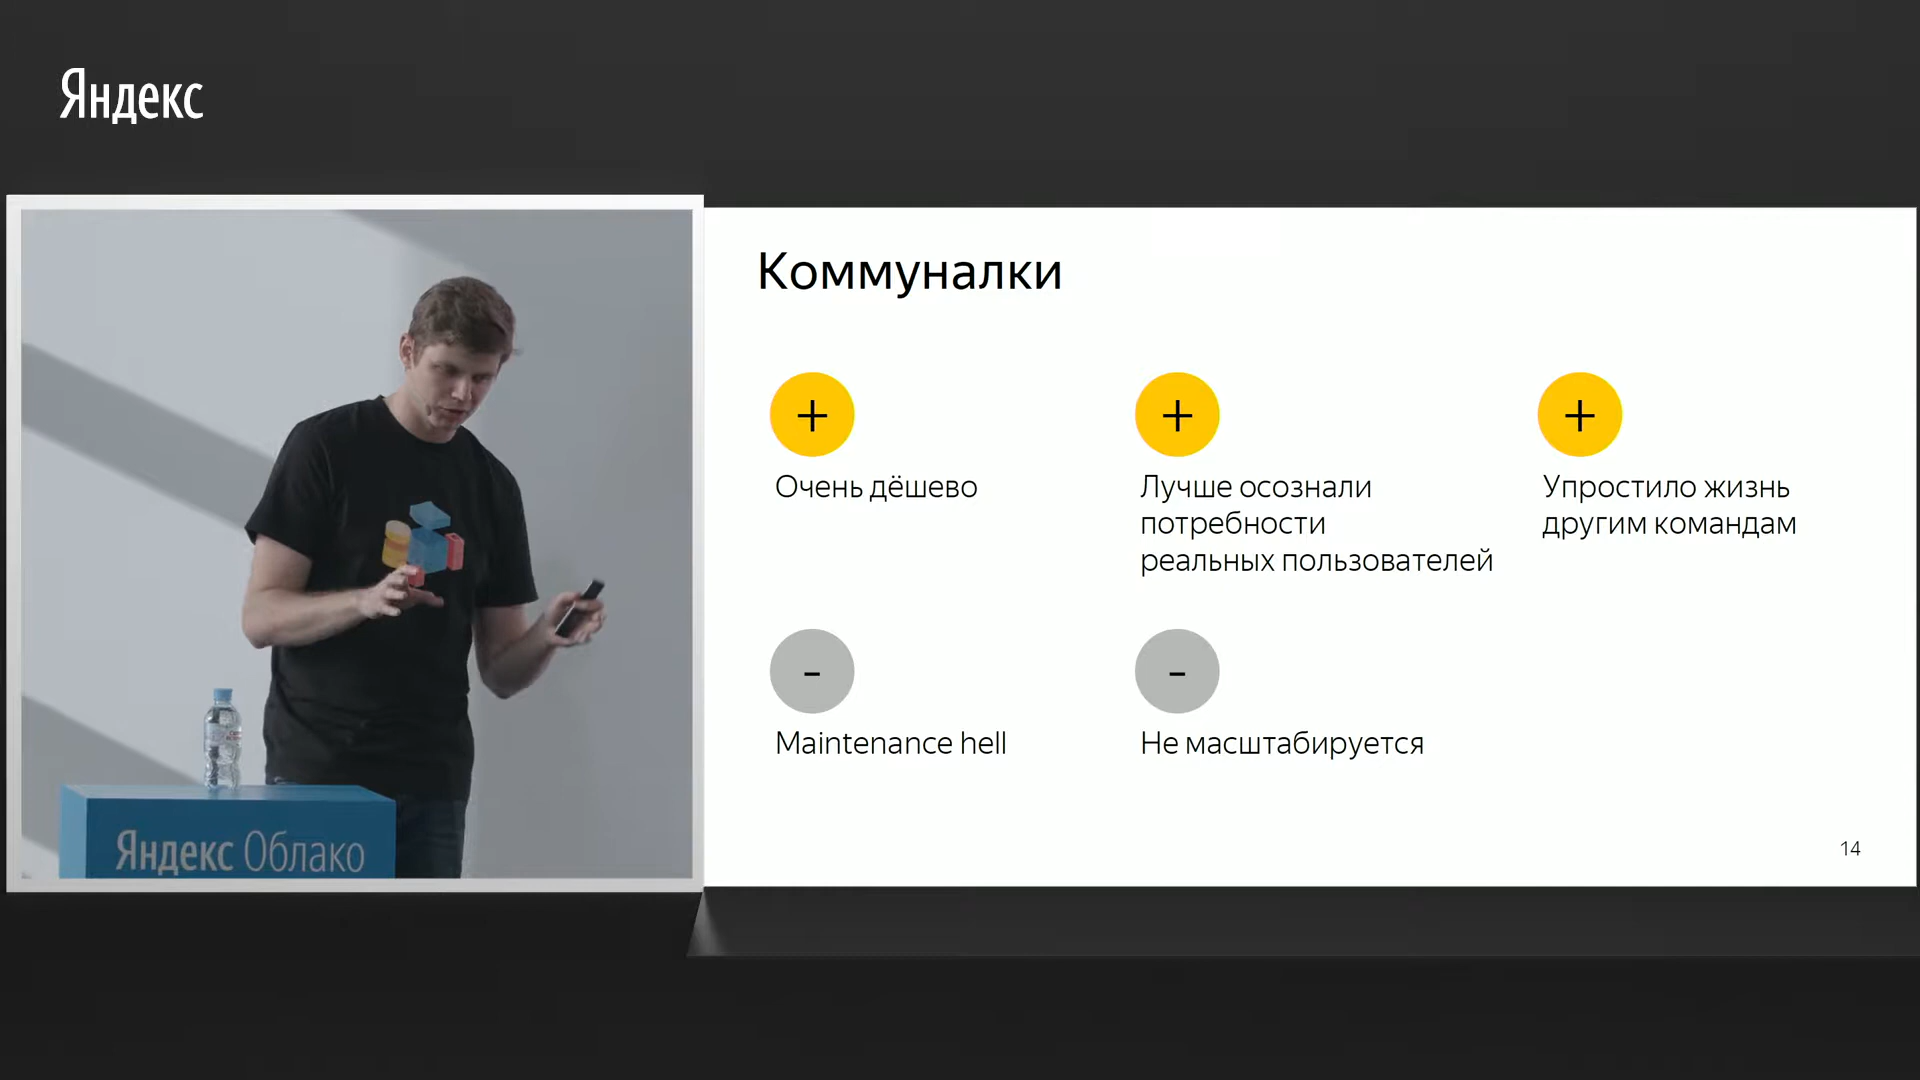 Яндекс
Коммуналки
+
+
+
Очень дёшево
Лучше осознали
потребности
реальных пользователей
Упростило жизнь
другим командам
-
-
Maintenance hell
Не масштабируется
14
Яндекс Облако